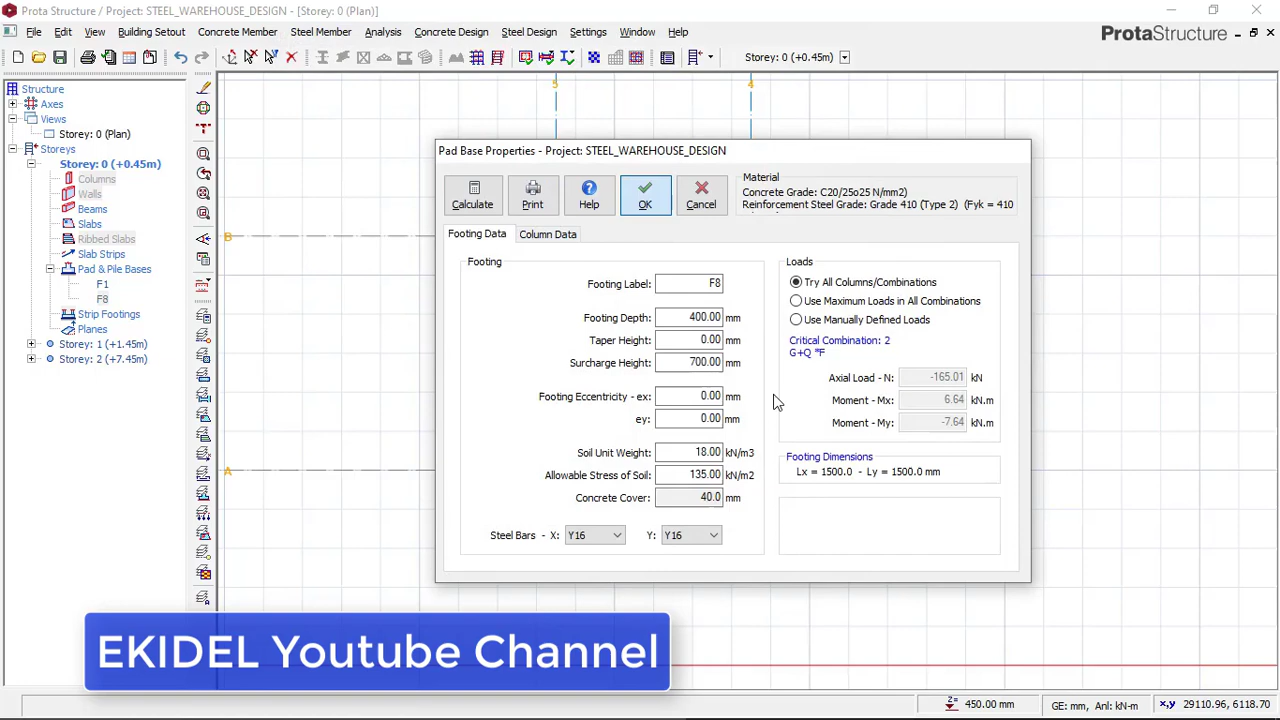 Prota Structure / Project: STEEL_WAREHOUSE_DESIGN - [Storey: 0 (Plan)]
File Edit View Building Setout Concrete Member Steel Member Analysis Concrete Design Steel Design Settings Window Help
ProtaStructure
Storey: 0 (+0.45m)
Structure
Axes
Views
Storey: 0 (Plan)
Storeys
Storey: 0 (+0.45m)
Columns
Walls
Beams
Slabs
Ribbed Slabs
Slab Strips
Pad & Pile Bases
F1
F8
Strip Footings
Planes
Storey: 1 (+1.45m)
Storey: 2 (+7.45m)
5
4
B
A
Pad Base Properties - Project: STEEL_WAREHOUSE_DESIGN
Calculate Print Help OK Cancel
Material
Concrete Grade: C20/25σ25 N/mm2)
Reinforcement Steel Grade: Grade 410 (Type 2) (Fyk = 410
Footing Data Column Data
Footing
Footing Label: F8
Footing Depth: 400.00 mm
Taper Height: 0.00 mm
Surcharge Height: 700.00 mm
Footing Eccentricity - ex: 0.00 mm
ey: 0.00 mm
Soil Unit Weight: 18.00 kN/m3
Allowable Stress of Soil: 135.00 kN/m2
Concrete Cover: 40.0 mm
Steel Bars - X: Y16 Y: Y16
Loads
Try All Columns/Combinations
Use Maximum Loads in All Combinations
Use Manually Defined Loads
Critical Combination: 2
G+Q *F
Axial Load - N: -165.01 kN
Moment - Mx: 6.64 kN.m
Moment - My: -7.64 kN.m
Footing Dimensions
Lx = 1500.0 - Ly = 1500.0 mm
EKIDEL Youtube Channel
Z= 450.00 mm GE: mm, Anl: kN-m x,y 29110.96, 6118.70